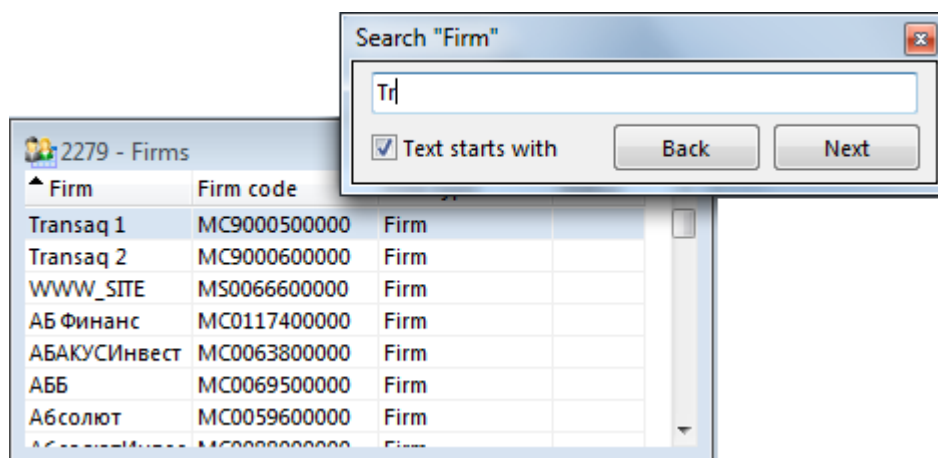 Search "Firm"
Tr
Text starts with Back Next
2279 - Firms
Firm Firm code
Transaq 1 MC9000500000 Firm
Transaq 2 MC9000600000 Firm
WWW_SITE MS0066600000 Firm
АБ Финанс MC0117400000 Firm
АБАКУСИнвест MC0063800000 Firm
АББ MC0069500000 Firm
Абсолют MC0059600000 Firm